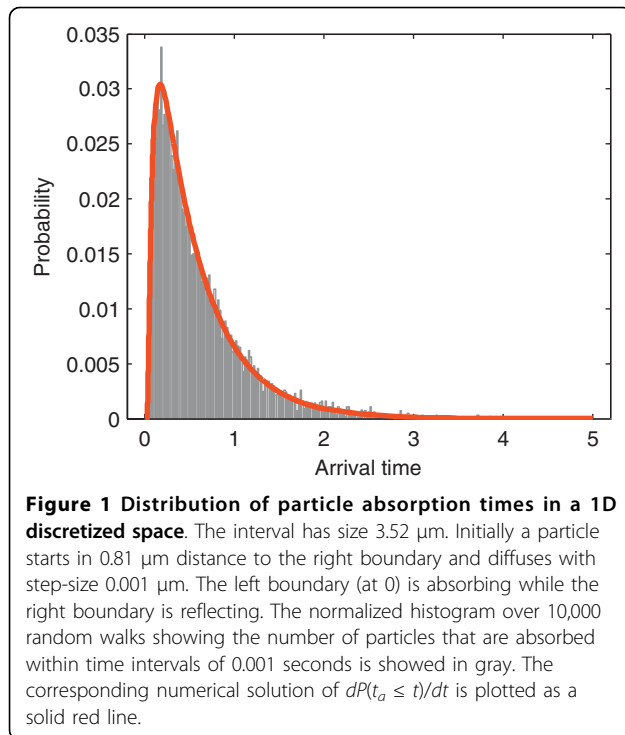 0.035
0.03
0.025
0.02
0.015
0.01
0.005
0
Probability
0 1 2 3 4 5
Arrival time
Figure 1 Distribution of particle absorption times in a 1D
discretized space. The interval has size 3.52 μm. Initially a particle
starts in 0.81 μm distance to the right boundary and diffuses with
step-size 0.001 μm. The left boundary (at 0) is absorbing while the
right boundary is reflecting. The normalized histogram over 10,000
random walks showing the number of particles that are absorbed
within time intervals of 0.001 seconds is showed in gray. The
corresponding numerical solution of dP(tₐ ≤ t)/dt is plotted as a
solid red line.